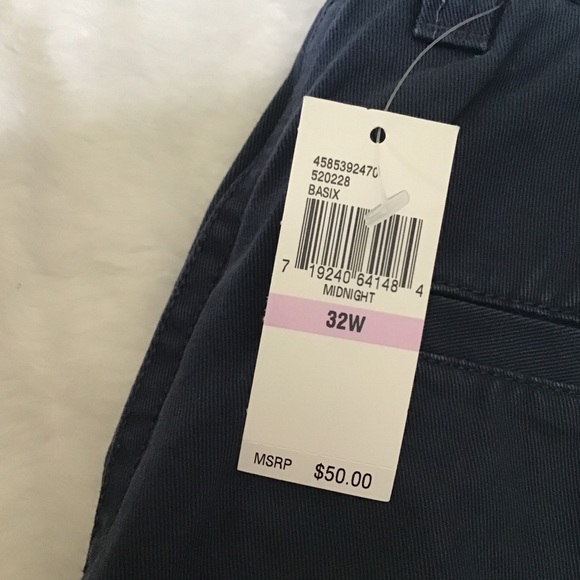 4585392470
520228
BASIX
7 19240 64148 4
MIDNIGHT
32W
MSRP $50.00